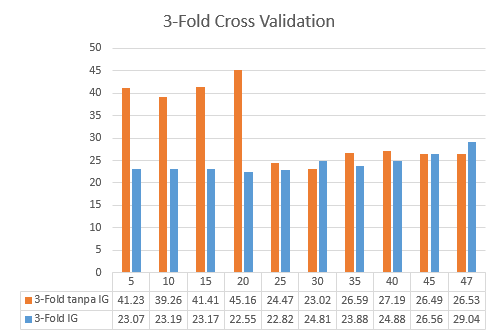 3-Fold Cross Validation
50
45
40
35
30
25
20
15
10
5
0
5 10 15 20 25 30 35 40 45 47
3-Fold tanpa IG 41.23 39.26 41.41 45.16 24.47 23.02 26.59 27.19 26.49 26.53
3-Fold IG 23.07 23.19 23.17 22.55 22.82 24.81 23.88 24.88 26.56 29.04